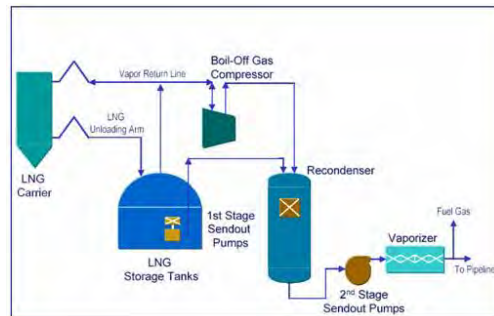 Boil-Off Gas
Compressor
Vapor Return Line
LNG
Unloading Arm
LNG
Carrier
Recondenser
1st Stage
Sendout
Pumps
LNG
Storage Tanks
Fuel Gas
Vaporizer
To Pipeline
2nd Stage
Sendout Pumps